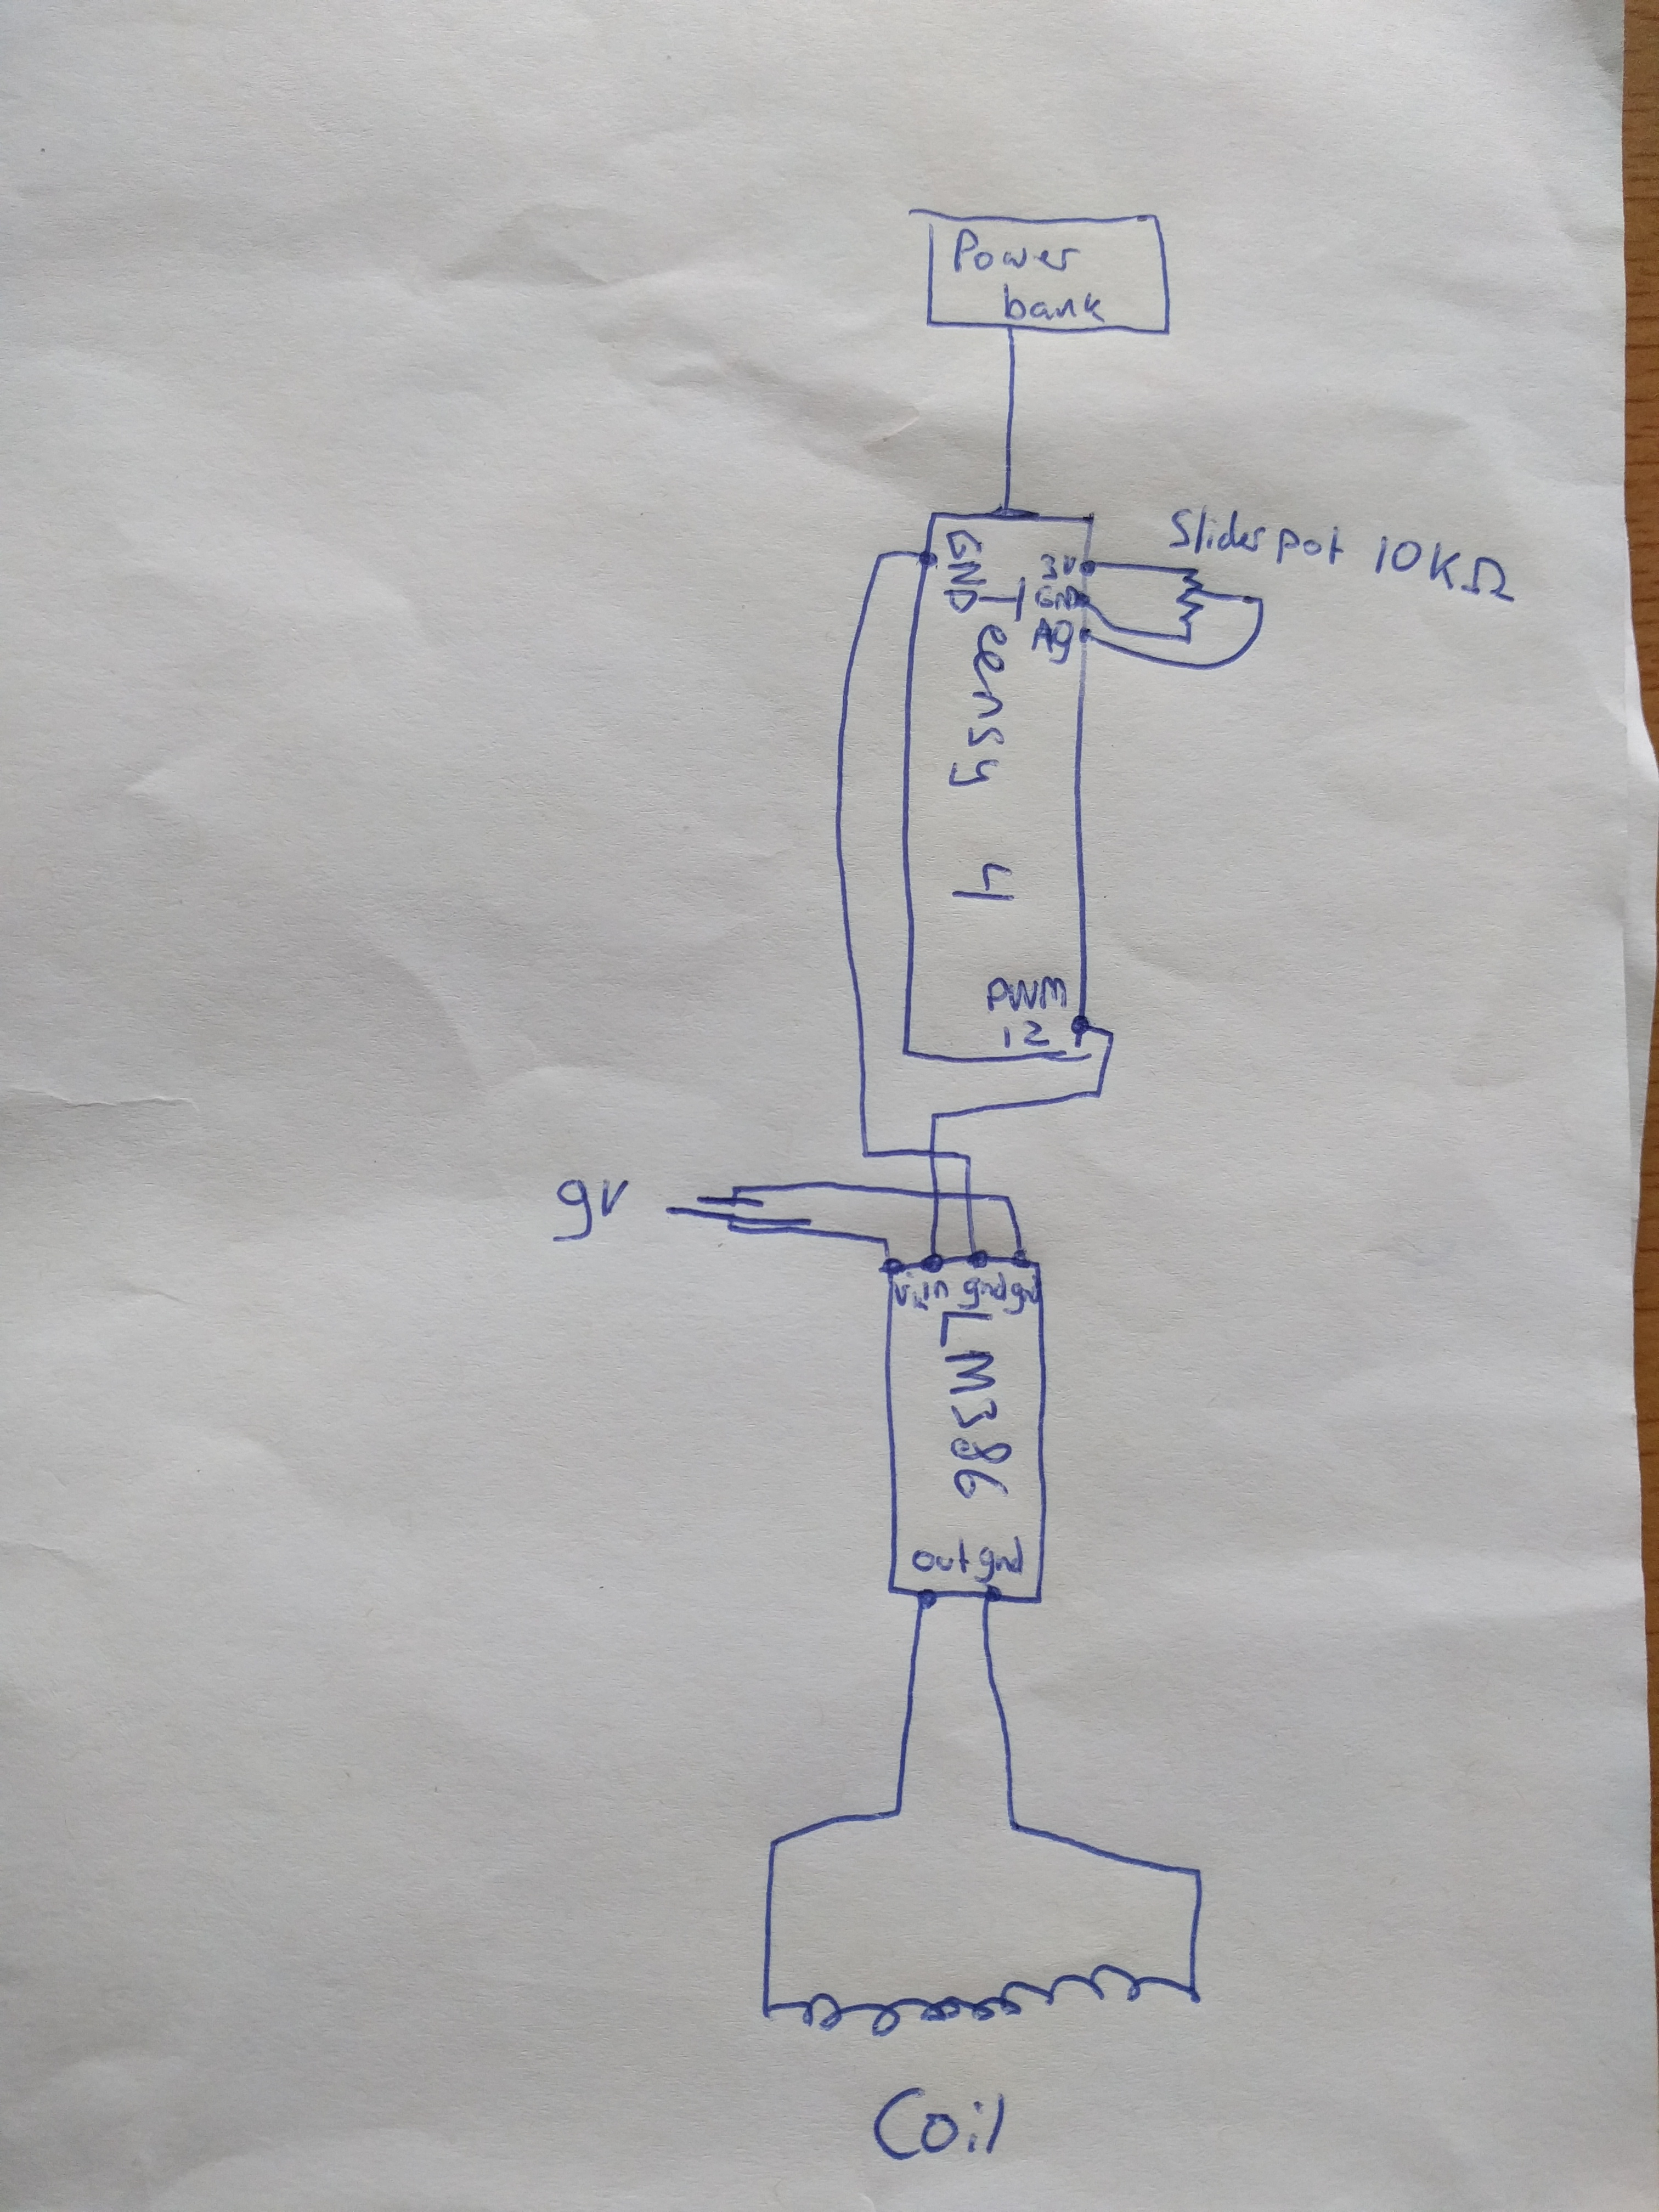 Power
bank
Slider pot 10KΩ
GND
3V
GND
A9
Teensy 4
PWM
12
9V
in gnd gnd
LM386
out gnd
Coil